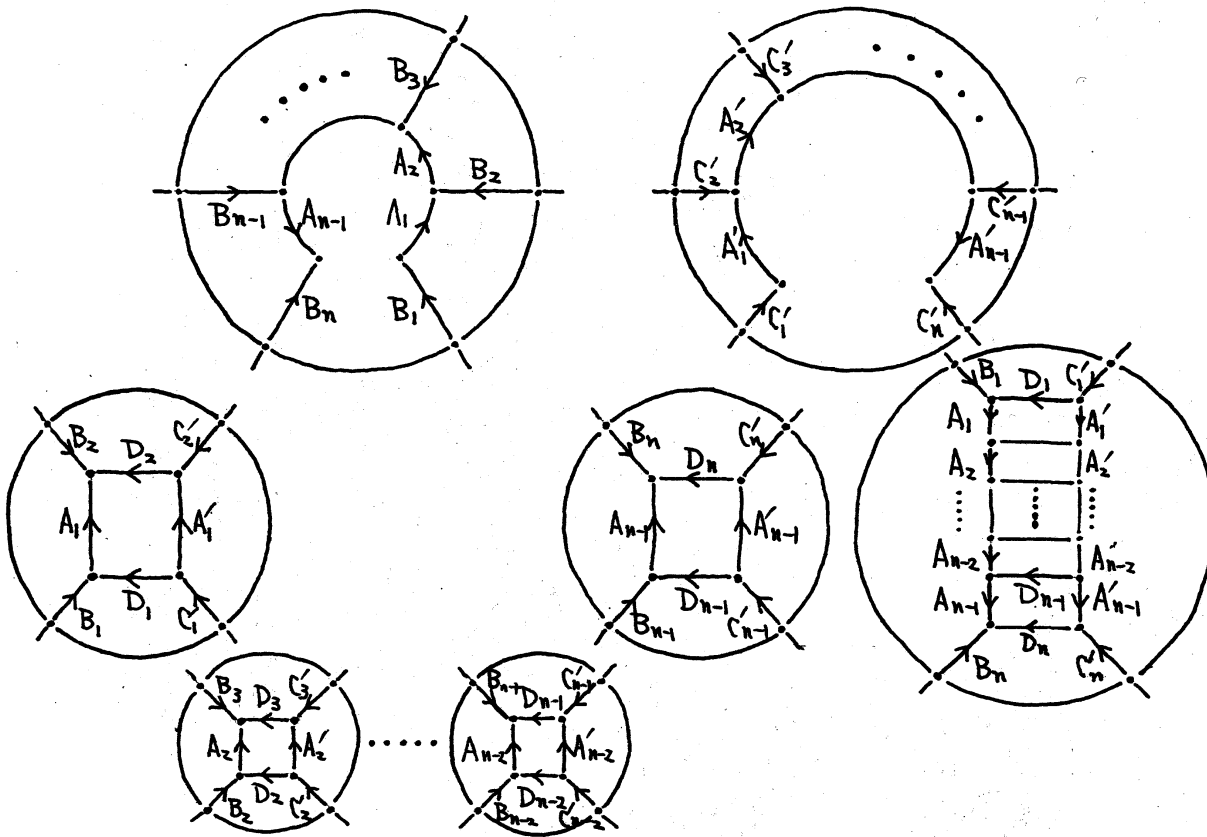 B₃ C'₃
A₂ B₂ A'₂ C'₂
Bₙ₋₁ Aₙ₋₁ A₁ A'₁ C'ₙ₋₁ A'ₙ₋₁
Bₙ B₁ C'₁ C'ₙ
B₁ D₁ C'₁
A₁ A'₁
A₂ A'₂
Aₙ₋₂ A'ₙ₋₂
Aₙ₋₁ Dₙ₋₁ A'ₙ₋₁
Bₙ Dₙ C'ₙ
B₂ D₂ C'₂
A₁ A'₁
B₁ D₁ C'₁
Bₙ Dₙ C'ₙ
Aₙ₋₁ A'ₙ₋₁
Bₙ₋₁ Dₙ₋₁ C'ₙ₋₁
B₃ D₃ C'₃
A₂ A'₂
B₂ D₂ C'₂
Bₙ₋₁ Dₙ₋₁ C'ₙ₋₁
Aₙ₋₂ A'ₙ₋₂
Bₙ₋₂ Dₙ₋₂ C'ₙ₋₂